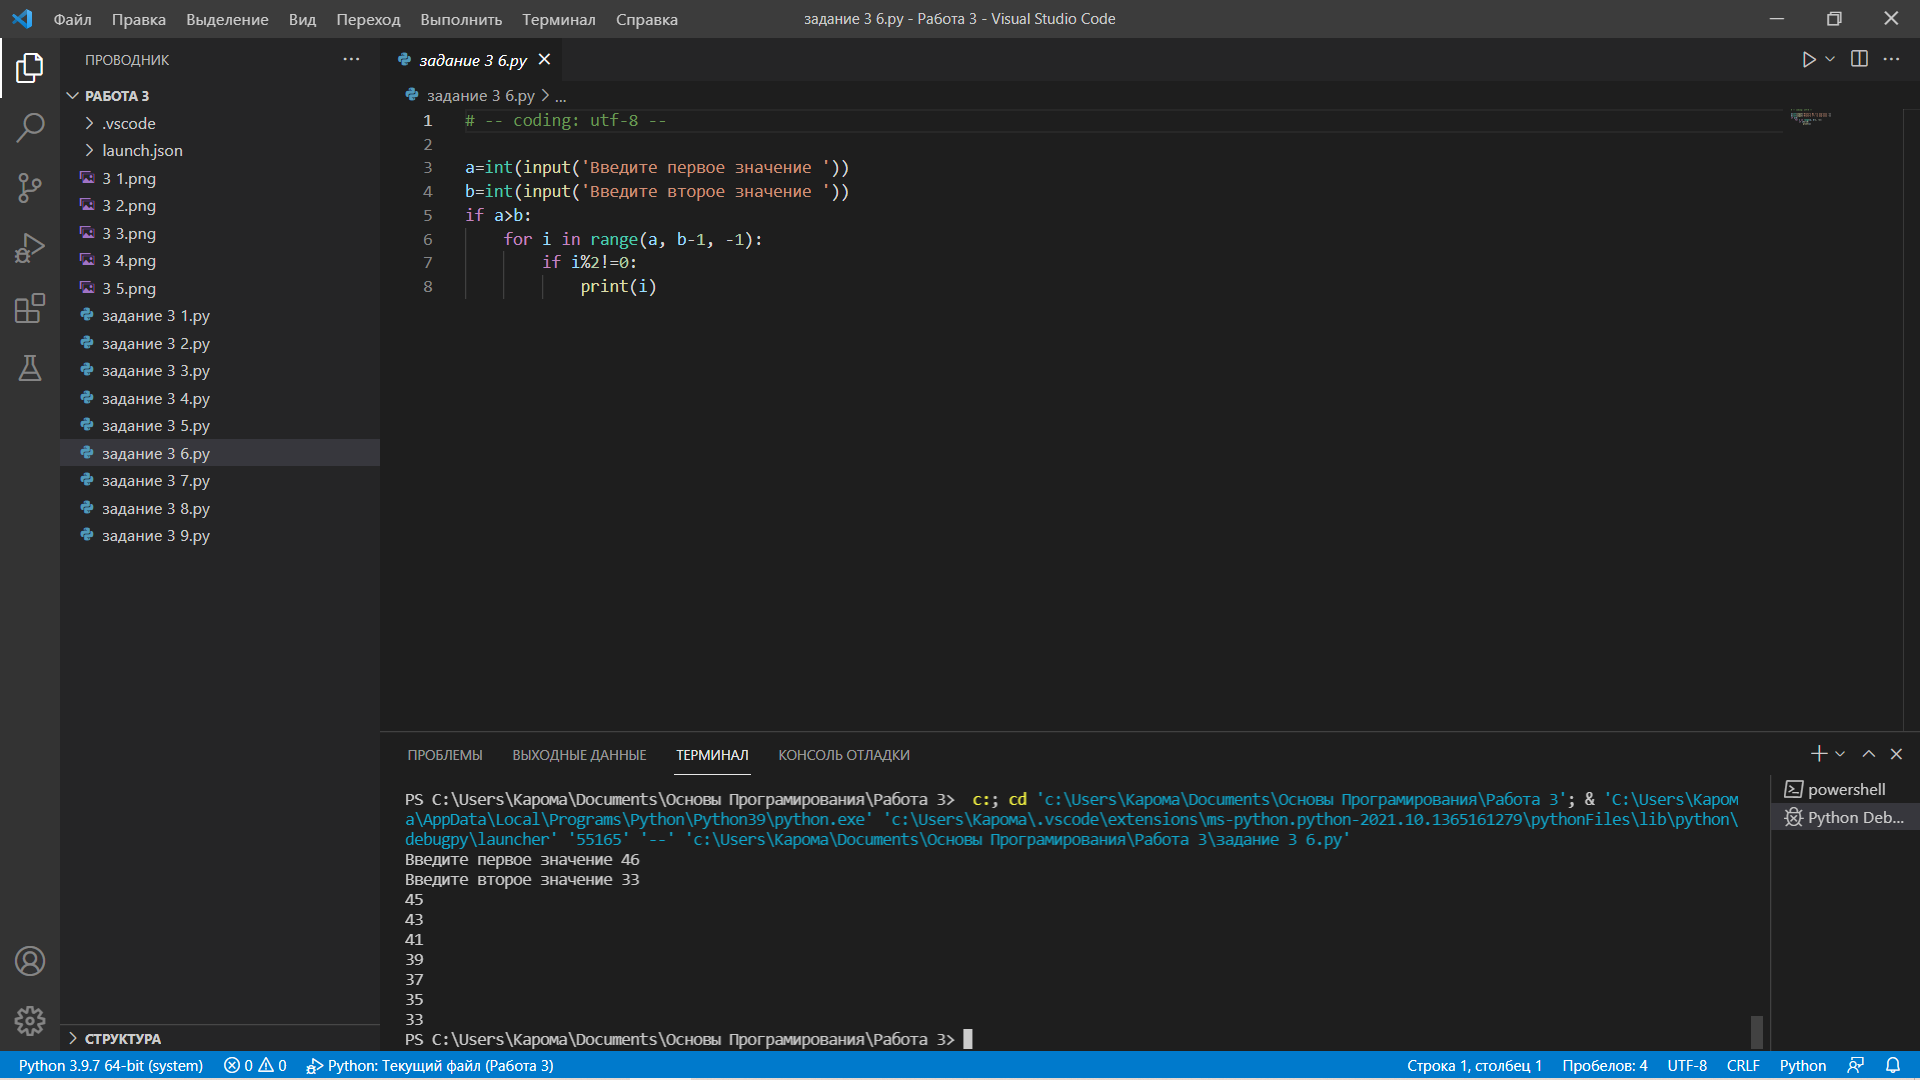 Файл Правка Выделение Вид Переход Выполнить Терминал Справка
задание 3 6.py - Работа 3 - Visual Studio Code
ПРОВОДНИК
РАБОТА 3
.vscode
launch.json
3 1.png
3 2.png
3 3.png
3 4.png
3 5.png
задание 3 1.py
задание 3 2.py
задание 3 3.py
задание 3 4.py
задание 3 5.py
задание 3 6.py
задание 3 7.py
задание 3 8.py
задание 3 9.py
СТРУКТУРА
задание 3 6.py
задание 3 6.py > ...
1 # -- coding: utf-8 --
2
3 a=int(input('Введите первое значение '))
4 b=int(input('Введите второе значение '))
5 if a>b:
6 for i in range(a, b-1, -1):
7 if i%2!=0:
8 print(i)
ПРОБЛЕМЫ ВЫХОДНЫЕ ДАННЫЕ ТЕРМИНАЛ КОНСОЛЬ ОТЛАДКИ
PS C:\Users\Карома\Documents\Основы Програмирования\Работа 3>  c:; cd 'c:\Users\Карома\Documents\Основы Програмирования\Работа 3'; & 'C:\Users\Каром
а\AppData\Local\Programs\Python\Python39\python.exe' 'c:\Users\Карома\.vscode\extensions\ms-python.python-2021.10.1365161279\pythonFiles\lib\python\
debugpy\launcher' '55165' '--' 'c:\Users\Карома\Documents\Основы Програмирования\Работа 3\задание 3 6.py'
Введите первое значение 46
Введите второе значение 33
45
43
41
39
37
35
33
PS C:\Users\Карома\Documents\Основы Програмирования\Работа 3>
powershell
Python Deb...
Python 3.9.7 64-bit (system) 0 0 Python: Текущий файл (Работа 3)
Строка 1, столбец 1 Пробелов: 4 UTF-8 CRLF Python